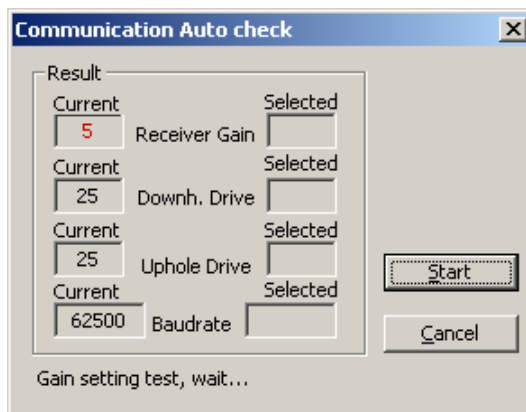 Communication Auto check
Result
Current Selected
5 Receiver Gain
Current Selected
25 Downh. Drive
Current Selected
25 Uphole Drive
Current Selected
62500 Baudrate
Start
Cancel
Gain setting test, wait...